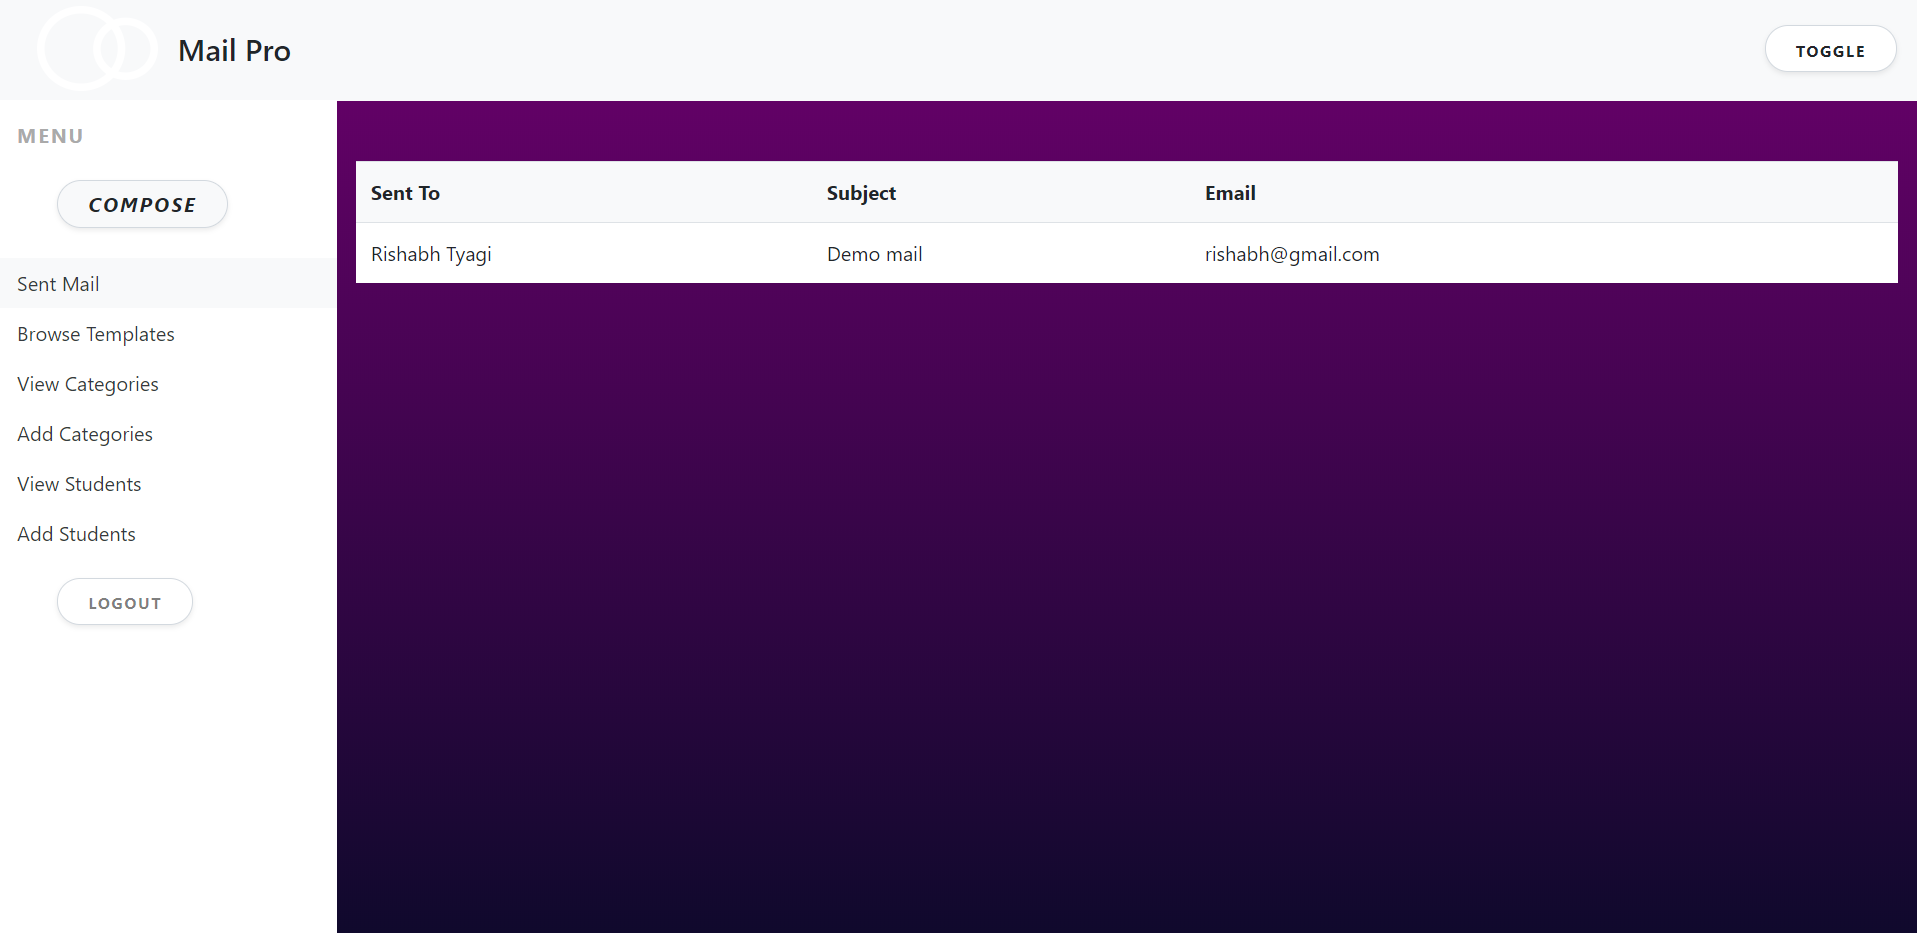 Mail Pro
TOGGLE
MENU
COMPOSE
Sent Mail
Browse Templates
View Categories
Add Categories
View Students
Add Students
LOGOUT
Sent To Subject Email
Rishabh Tyagi Demo mail rishabh@gmail.com